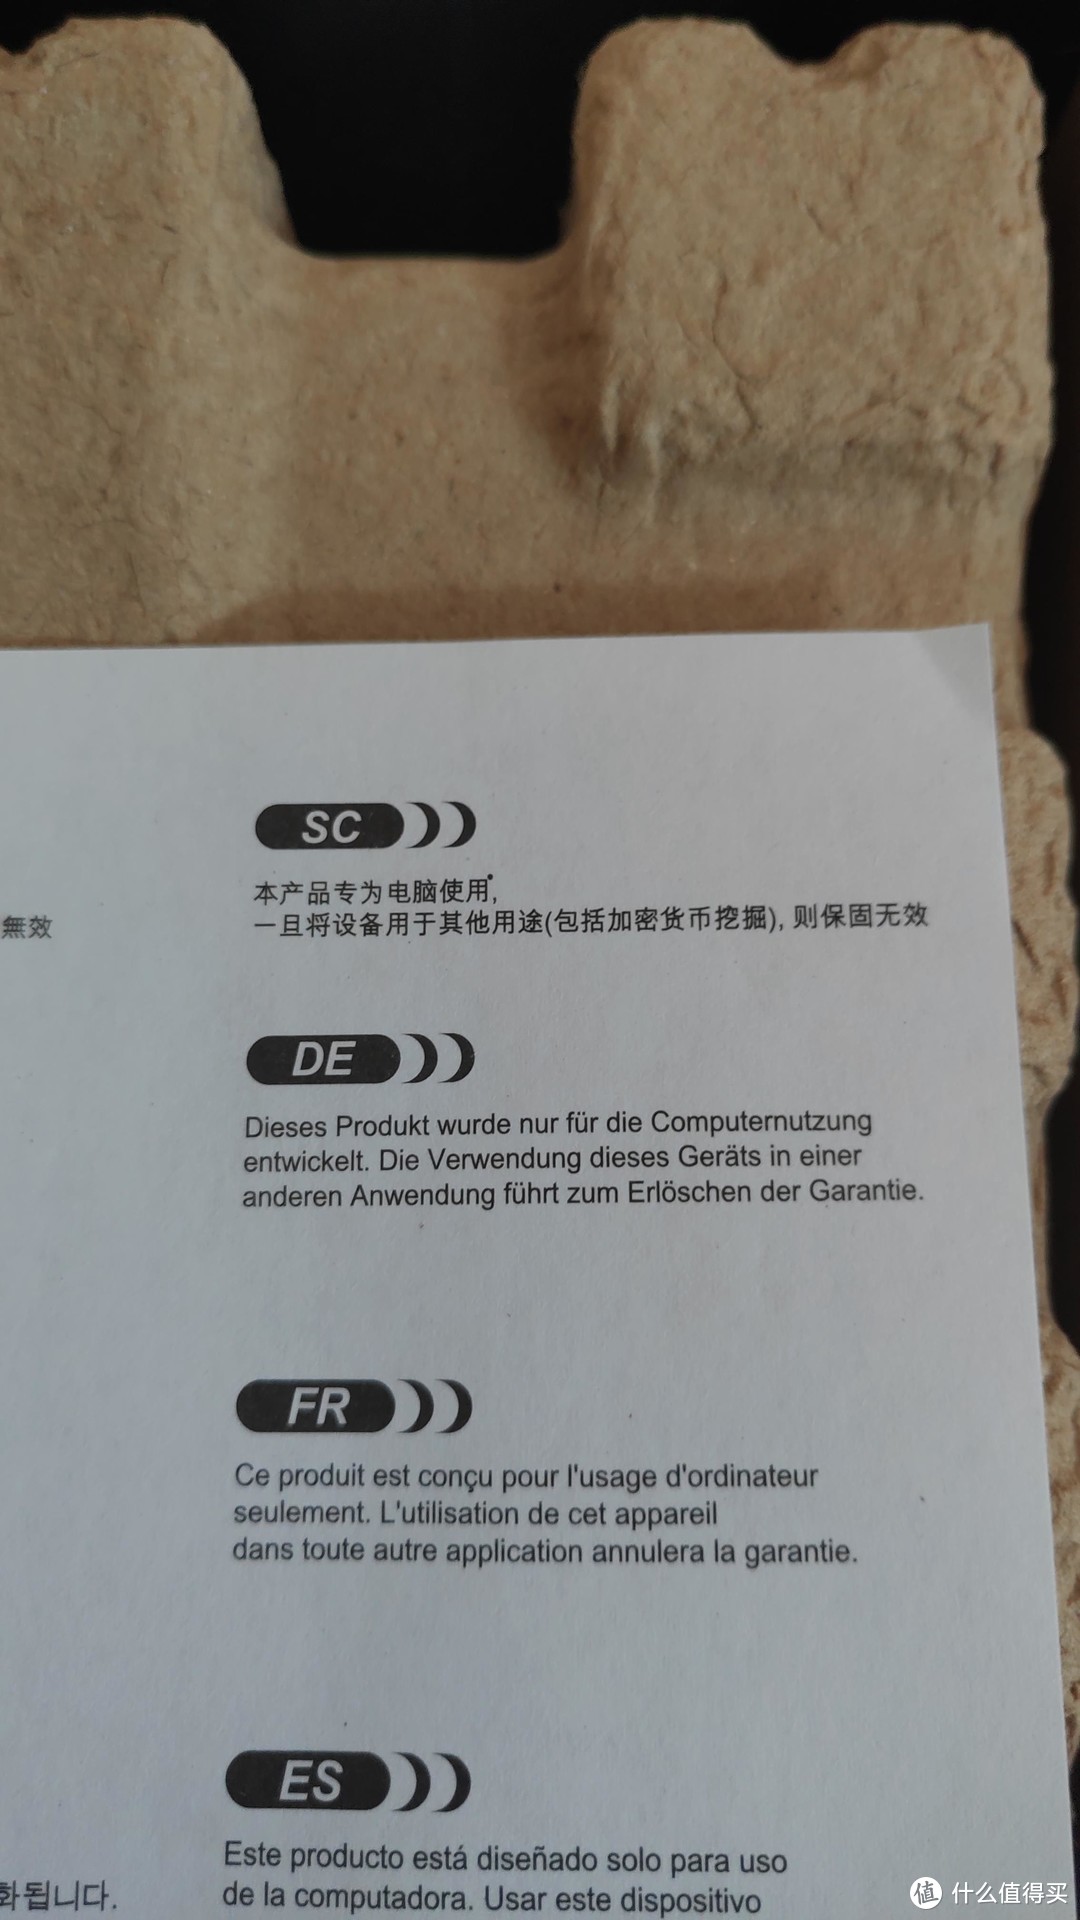 無效
SC
本产品专为电脑使用,
一旦将设备用于其他用途(包括加密货币挖掘), 则保固无效
DE
Dieses Produkt wurde nur für die Computernutzung
entwickelt. Die Verwendung dieses Geräts in einer
anderen Anwendung führt zum Erlöschen der Garantie.
FR
Ce produit est conçu pour l'usage d'ordinateur
seulement. L'utilisation de cet appareil
dans toute autre application annulera la garantie.
ES
Este producto está diseñado solo para uso
de la computadora. Usar este dispositivo
화됩니다.
值 什么值得买